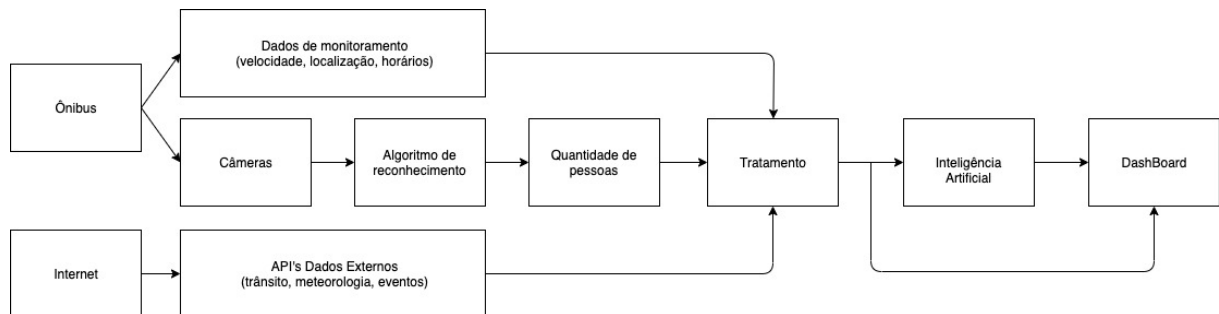 Dados de monitoramento
(velocidade, localização, horários)
Ônibus
Câmeras
Algoritmo de
reconhecimento
Quantidade de
pessoas
Tratamento
Inteligência
Artificial
DashBoard
Internet
API's Dados Externos
(trânsito, meteorologia, eventos)